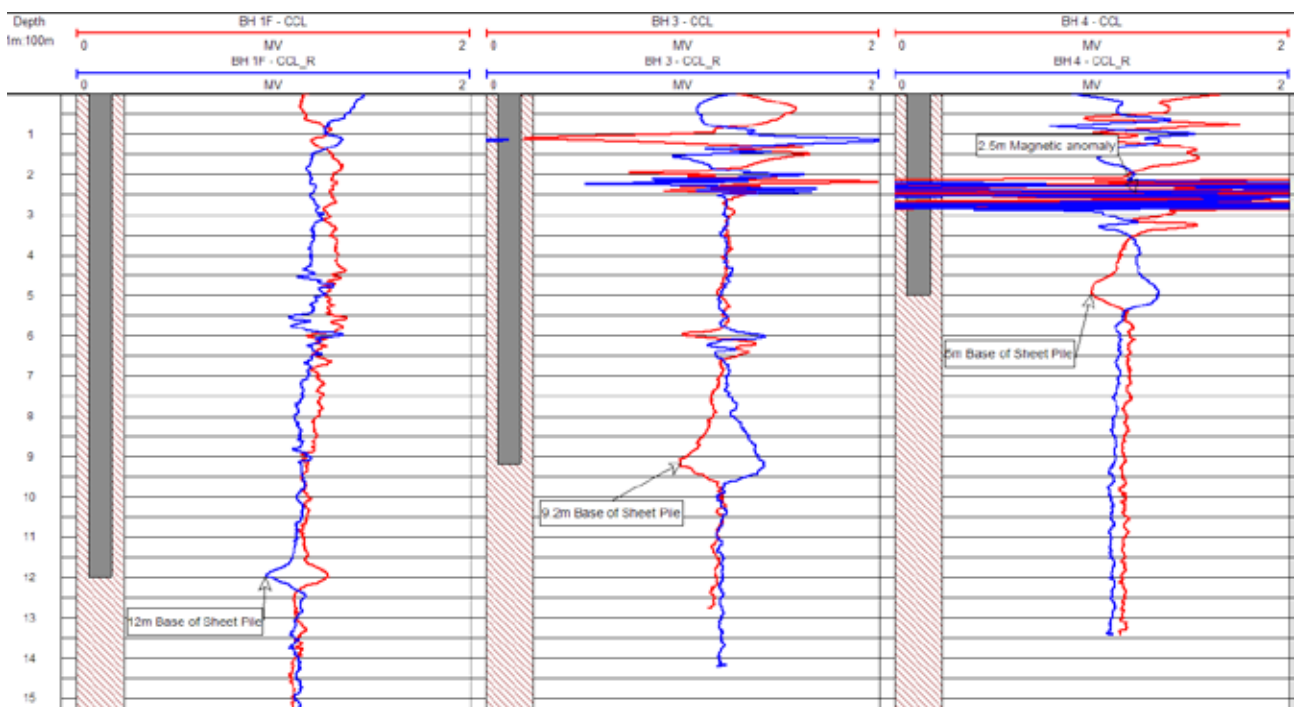 Depth
1m:100m
BH 1F - CCL
0 MV 2
BH 1F - CCL_R
0 MV 2
BH 3 - CCL
0 MV 2
BH 3 - CCL_R
0 MV 2
BH 4 - CCL
0 MV 2
BH 4 - CCL_R
0 MV 2
1
2
3
4
5
6
7
8
9
10
11
12
13
14
15
12m Base of Sheet Pile
9.2m Base of Sheet Pile
2.5m Magnetic anomaly
5m Base of Sheet Pile